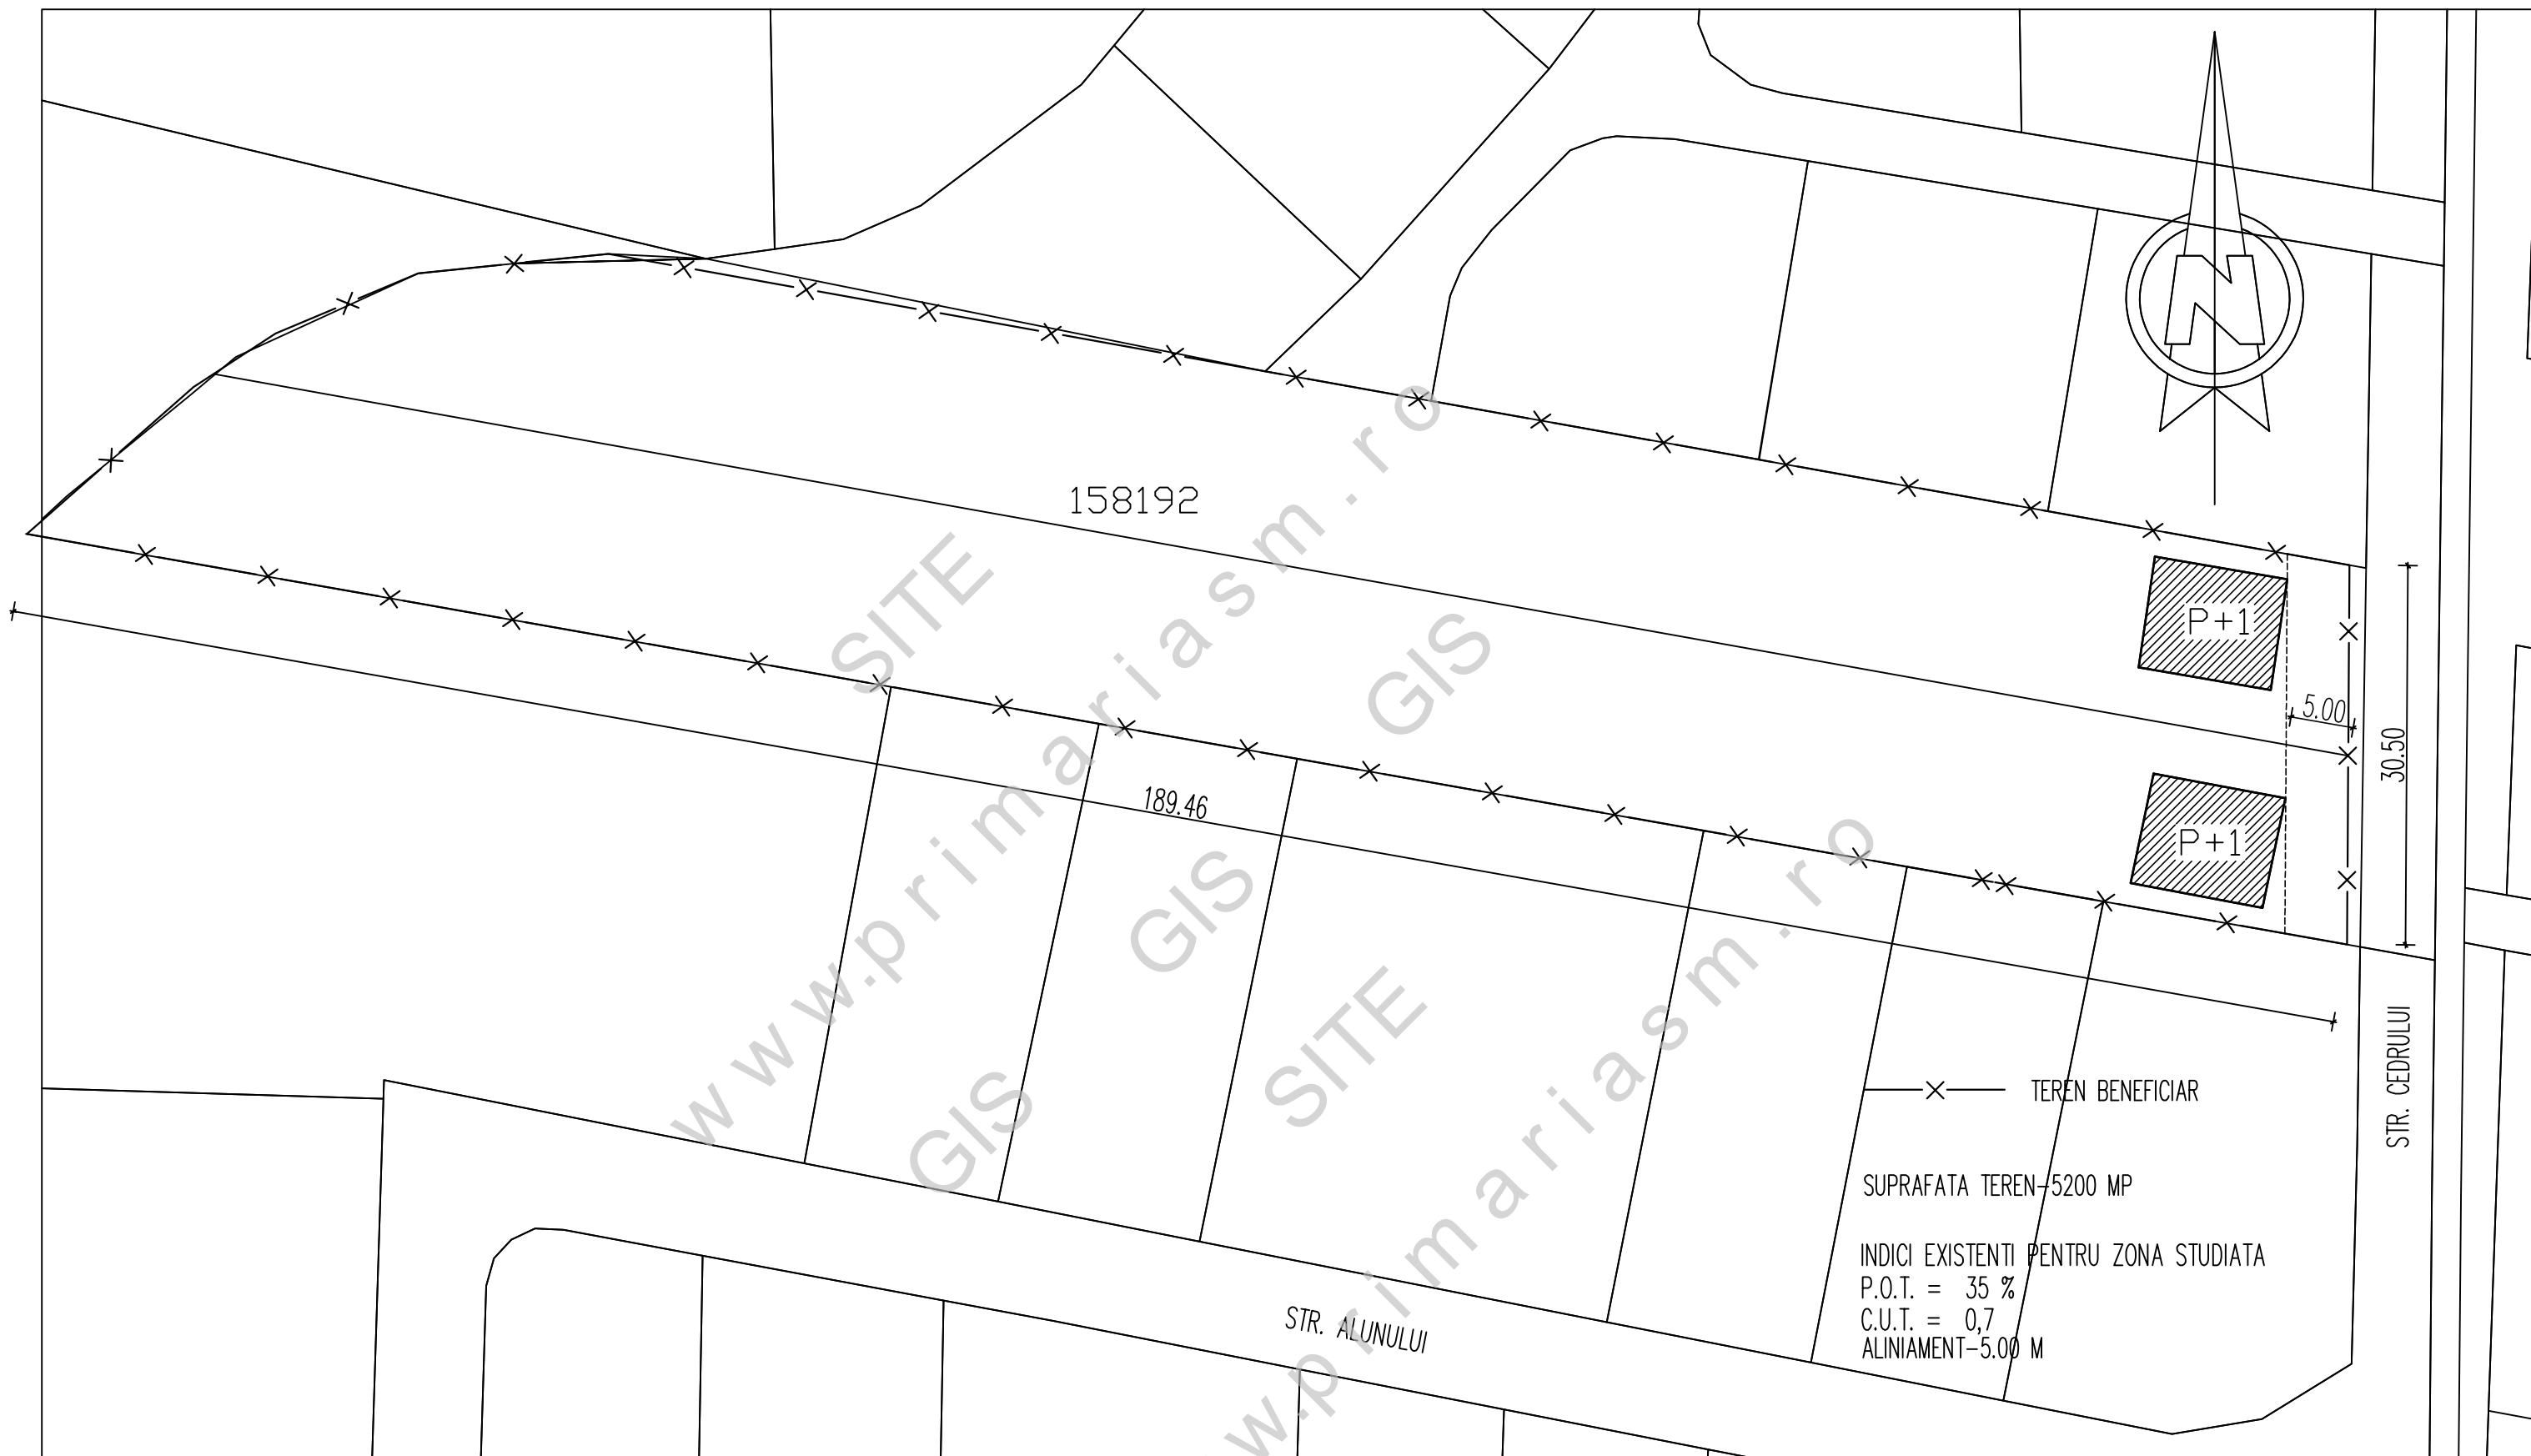 N
158192
P+1
5.00
30.50
P+1
189.46
STR. CEDRULUI
TEREN BENEFICIAR
SUPRAFATA TEREN-5200 MP
INDICI EXISTENTI PENTRU ZONA STUDIATA
P.O.T. = 35 %
C.U.T. = 0,7
ALINIAMENT-5.00 M
STR. ALUNULUI
SITE
www.primariasm.ro
GIS
GIS
GIS
SITE
w.primariasm.ro